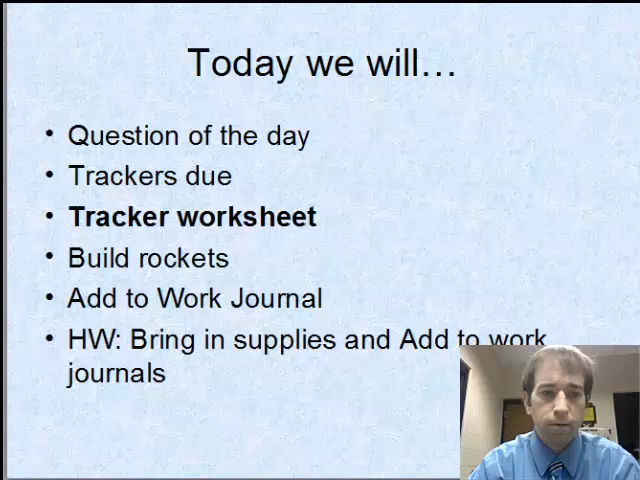 Today we will…
• Question of the day
• Trackers due
• Tracker worksheet
• Build rockets
• Add to Work Journal
• HW: Bring in supplies and Add to work
journals